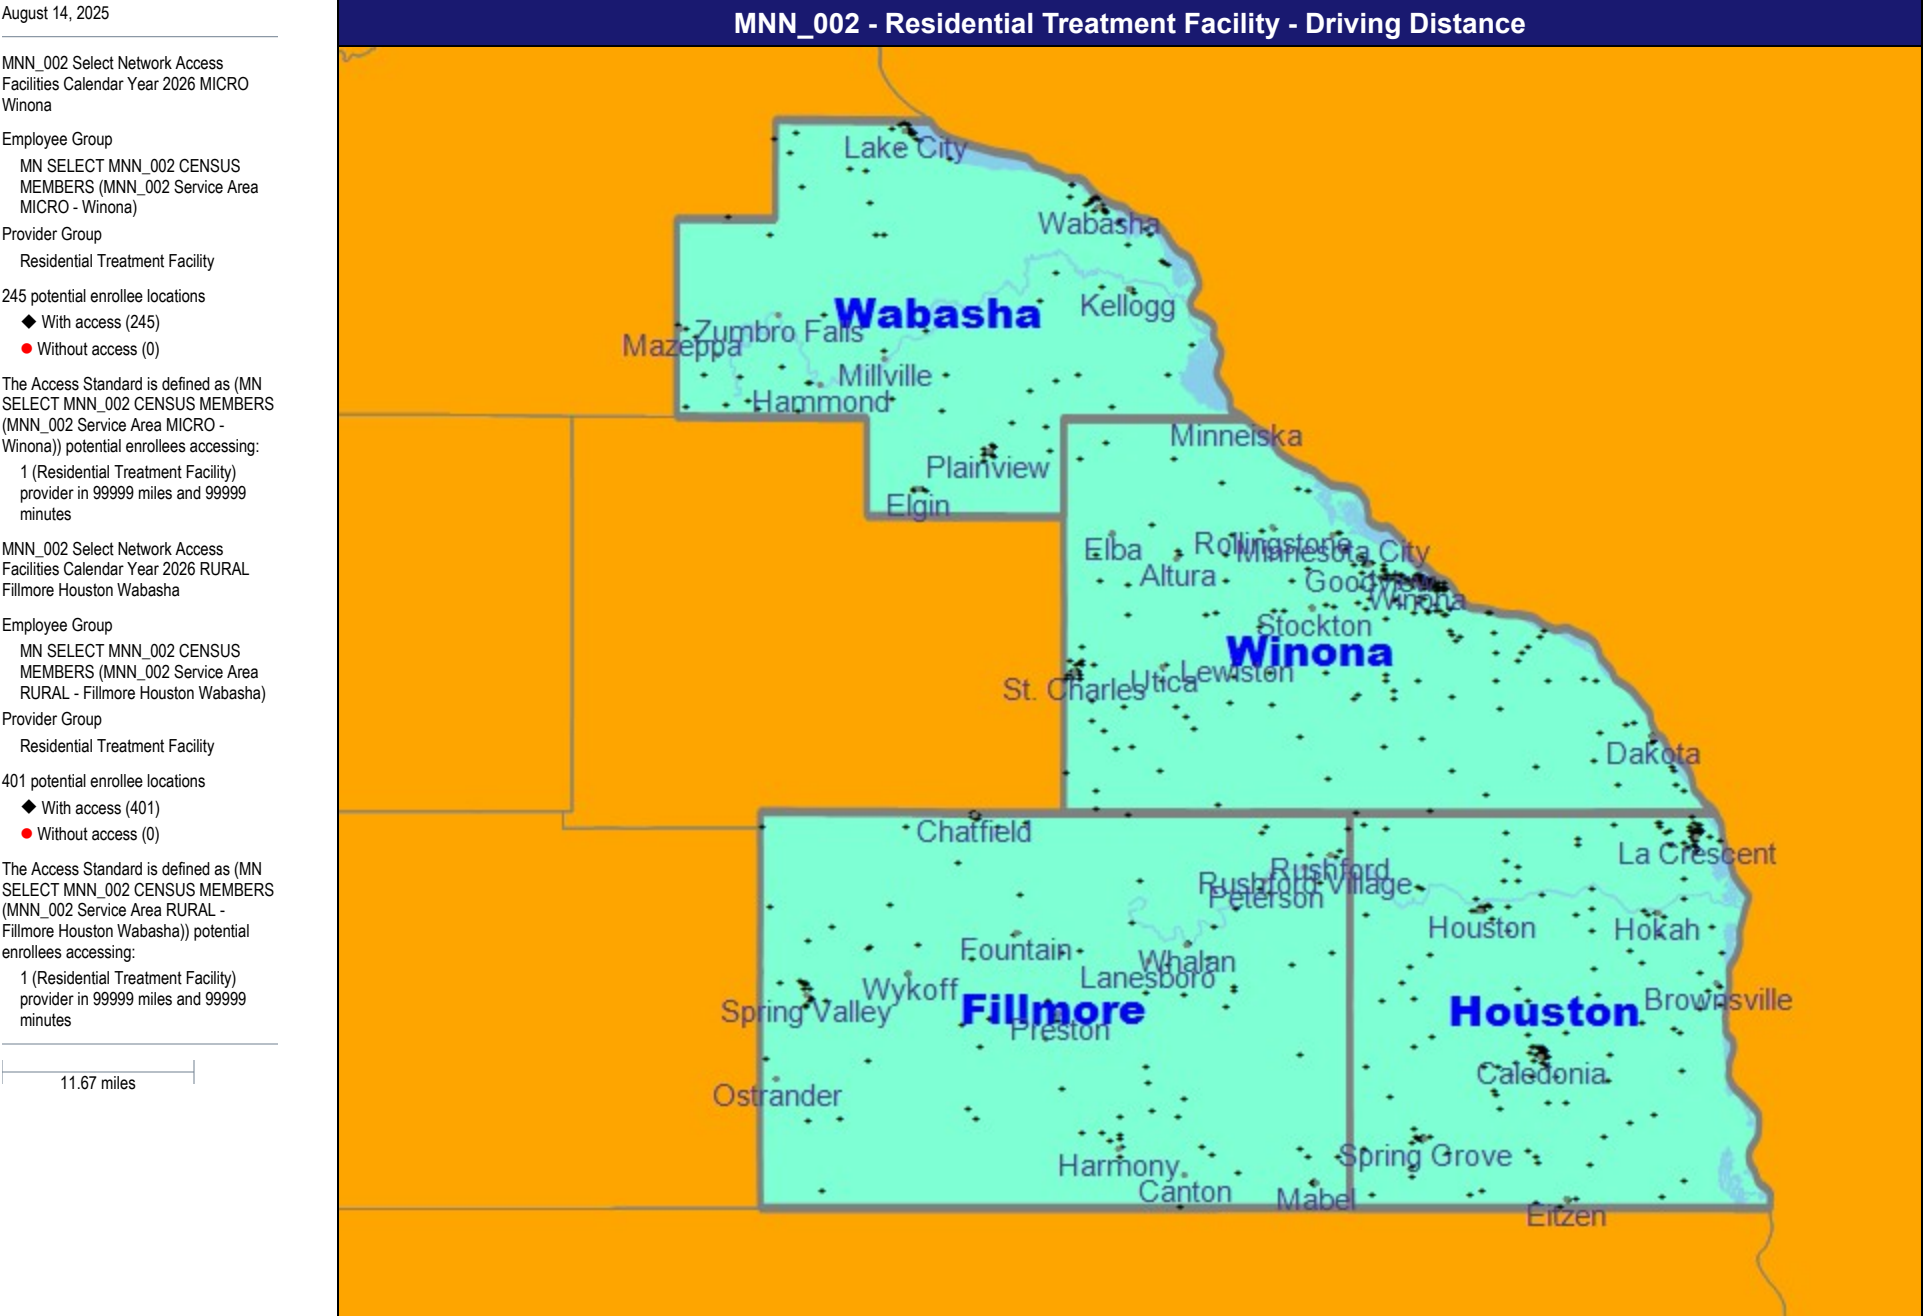 August 14, 2025
MNN_002 Select Network Access
Facilities Calendar Year 2026 MICRO
Winona
Employee Group
MN SELECT MNN_002 CENSUS
MEMBERS (MNN_002 Service Area
MICRO - Winona)
Provider Group
Residential Treatment Facility
245 potential enrollee locations
With access (245)
Without access (0)
The Access Standard is defined as (MN
SELECT MNN_002 CENSUS MEMBERS
(MNN_002 Service Area MICRO -
Winona)) potential enrollees accessing:
1 (Residential Treatment Facility)
provider in 99999 miles and 99999
minutes
MNN_002 Select Network Access
Facilities Calendar Year 2026 RURAL
Fillmore Houston Wabasha
Employee Group
MN SELECT MNN_002 CENSUS
MEMBERS (MNN_002 Service Area
RURAL - Fillmore Houston Wabasha)
Provider Group
Residential Treatment Facility
401 potential enrollee locations
With access (401)
Without access (0)
The Access Standard is defined as (MN
SELECT MNN_002 CENSUS MEMBERS
(MNN_002 Service Area RURAL -
Fillmore Houston Wabasha)) potential
enrollees accessing:
1 (Residential Treatment Facility)
provider in 99999 miles and 99999
minutes
11.67 miles
MNN_002 - Residential Treatment Facility - Driving Distance
Lake City
Wabasha
Kellogg
Wabasha
Zumbro Falls
Mazeppa
Millville
Hammond
Minneiska
Plainview
Elgin
Rollingstone
Elba
Minnesota City
Altura
Goodview
Winona
Stockton
Winona
Lewiston
Utica
St. Charles
Dakota
Chatfield
La Crescent
Rushford
Rushford Village
Peterson
Houston
Hokah
Fountain
Whalan
Lanesboro
Wykoff
Brownsville
Fillmore
Houston
Spring Valley
Preston
Caledonia
Ostrander
Spring Grove
Harmony
Canton
Mabel
Eitzen